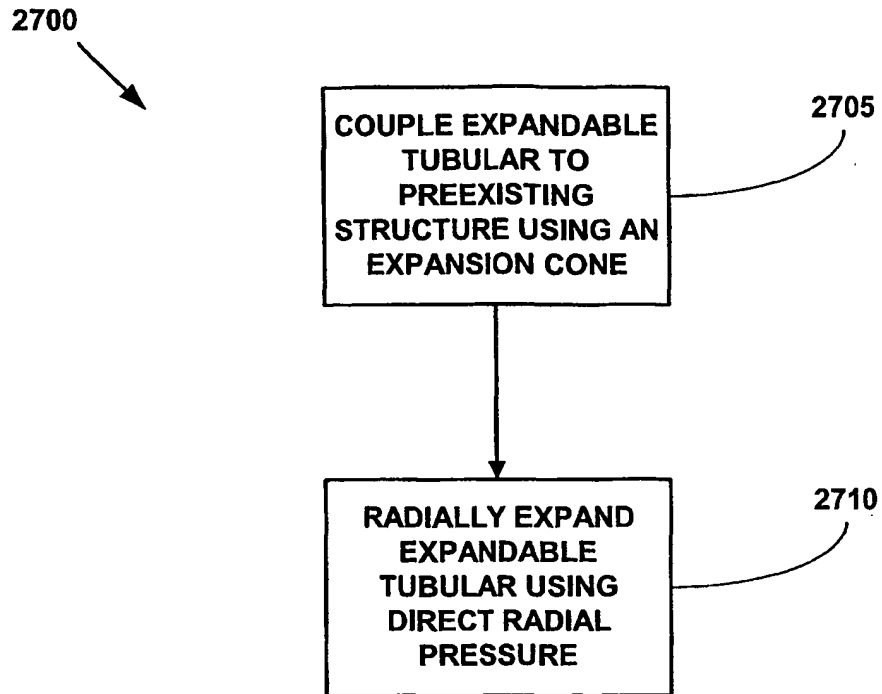 2700
COUPLE EXPANDABLE
TUBULAR TO
PREEXISTING
STRUCTURE USING AN
EXPANSION CONE
2705
RADIALLY EXPAND
EXPANDABLE
TUBULAR USING
DIRECT RADIAL
PRESSURE
2710